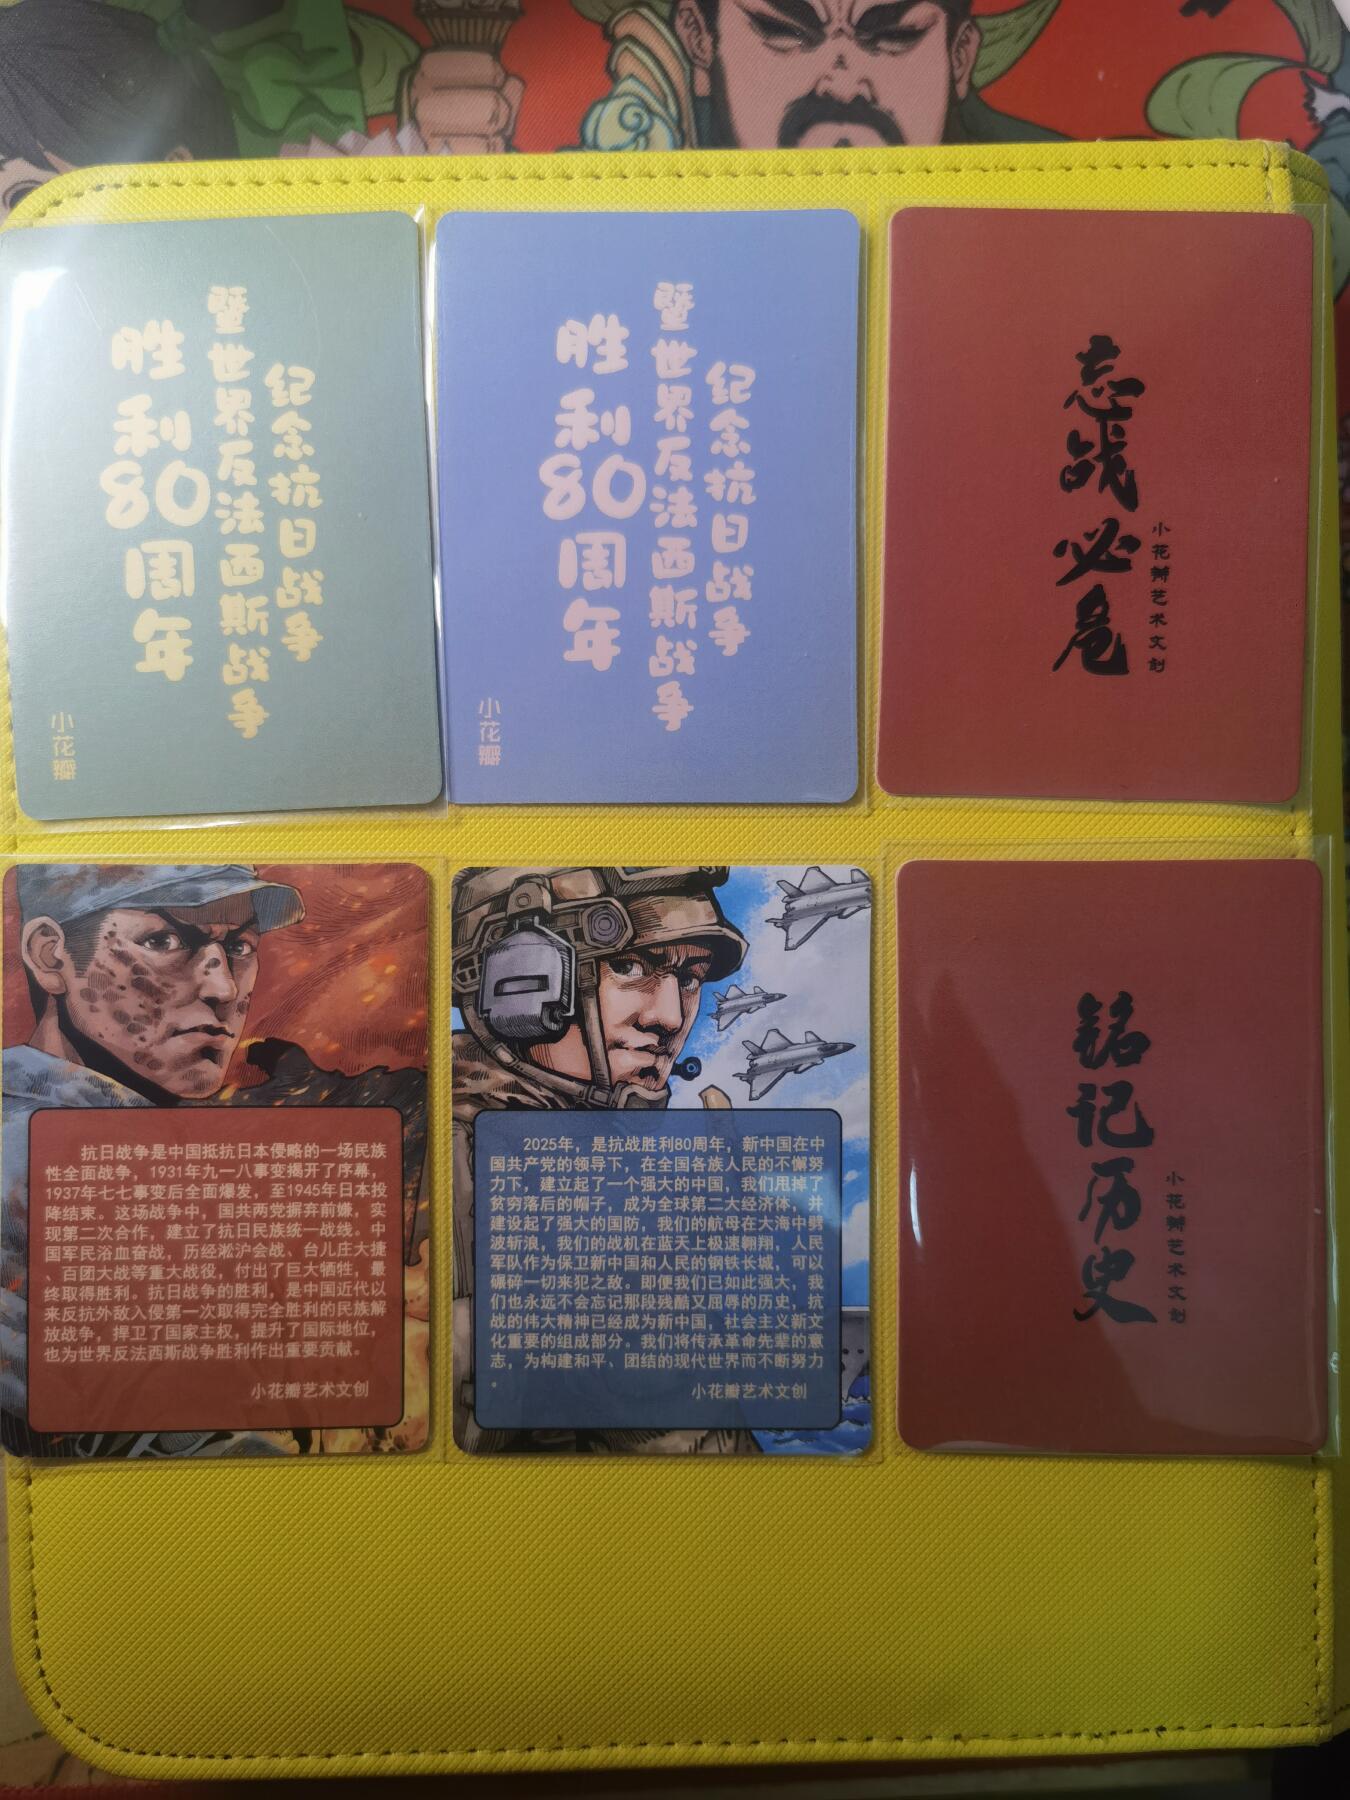 纪念抗日战争
暨世界反法西斯战争
胜利80周年
小花瓣
纪念抗日战争
暨世界反法西斯战争
胜利80周年
小花瓣
忘战必危
小花瓣艺术文创
抗日战争是中国抵抗日本侵略的一场民族
性全面战争，1931年九一八事变揭开了序幕，
1937年七七事变后全面爆发，至1945年日本投
降结束。这场战争中，国共两党摒弃前嫌，实
现第二次合作，建立了抗日民族统一战线。中
国军民浴血奋战，历经淞沪会战、台儿庄大捷
、百团大战等重大战役，付出了巨大牺牲，最
终取得胜利。抗日战争的胜利，是中国近代以
来反抗外敌入侵第一次取得完全胜利的民族解
放战争，捍卫了国家主权，提升了国际地位，
也为世界反法西斯战争胜利作出重要贡献。
小花瓣艺术文创
2025年，是抗战胜利80周年，新中国在中
国共产党的领导下，在全国各族人民的不懈努
力下，建立起了一个强大的中国，我们甩掉了
贫穷落后的帽子，成为全球第二大经济体，并
建设起了强大的国防，我们的航母在大海中劈
波斩浪，我们的战机在蓝天上极速翱翔，人民
军队作为保卫新中国和人民的钢铁长城，可以
碾碎一切来犯之敌。即便我们已如此强大，我
们也永远不会忘记那段残酷又屈辱的历史，抗
战的伟大精神已经成为新中国，社会主义新文
化重要的组成部分。我们将传承革命先辈的意
志，为构建和平、团结的现代世界而不断努力
。
小花瓣艺术文创
铭记历史
小花瓣艺术文创